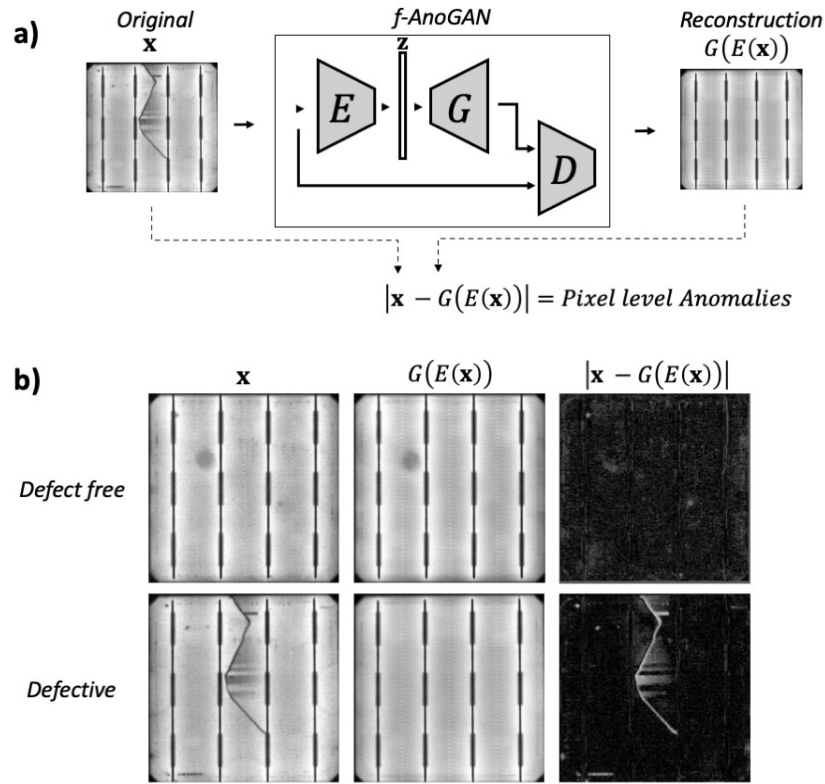 a)
Original
x
f-AnoGAN
z
E
G
D
Reconstruction
G(E(x))
|x − G(E(x))| = Pixel level Anomalies
b)
x
G(E(x))
|x − G(E(x))|
Defect free
Defective